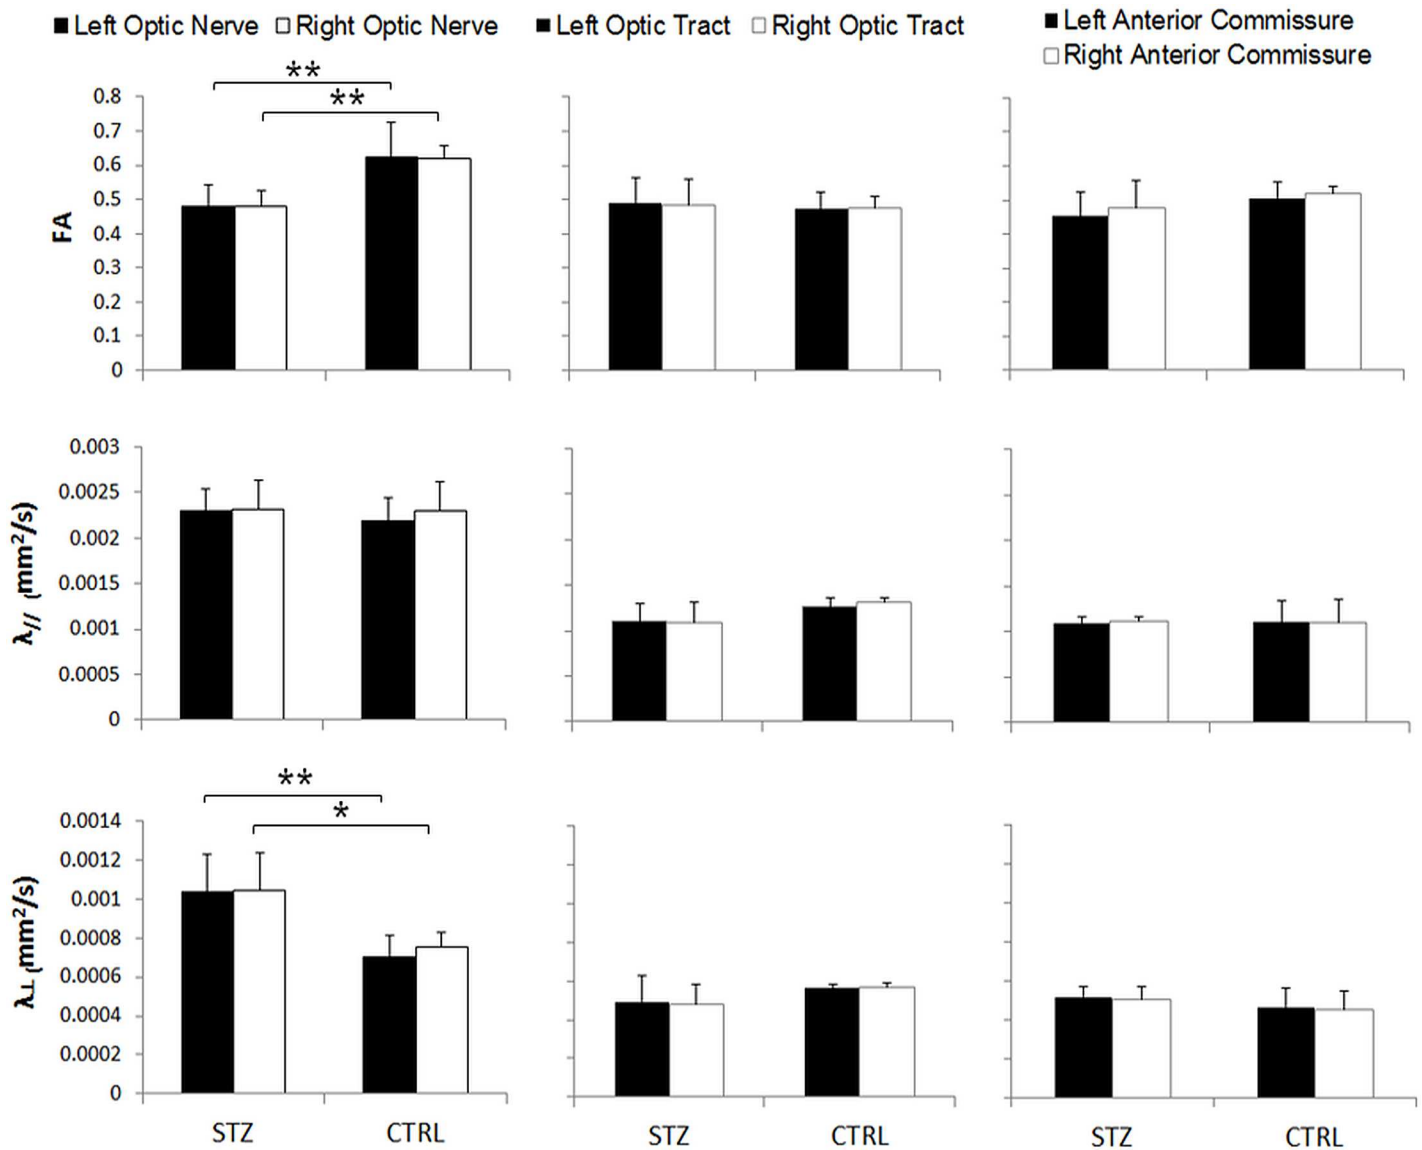 Left Optic Nerve Right Optic Nerve
Left Optic Tract Right Optic Tract
Left Anterior Commissure
Right Anterior Commissure
**
**
FA
0.8
0.7
0.6
0.5
0.4
0.3
0.2
0.1
0
λ// (mm²/s)
0.003
0.0025
0.002
0.0015
0.001
0.0005
0
**
*
λ⊥ (mm²/s)
0.0014
0.0012
0.001
0.0008
0.0006
0.0004
0.0002
0
STZ CTRL
STZ CTRL
STZ CTRL